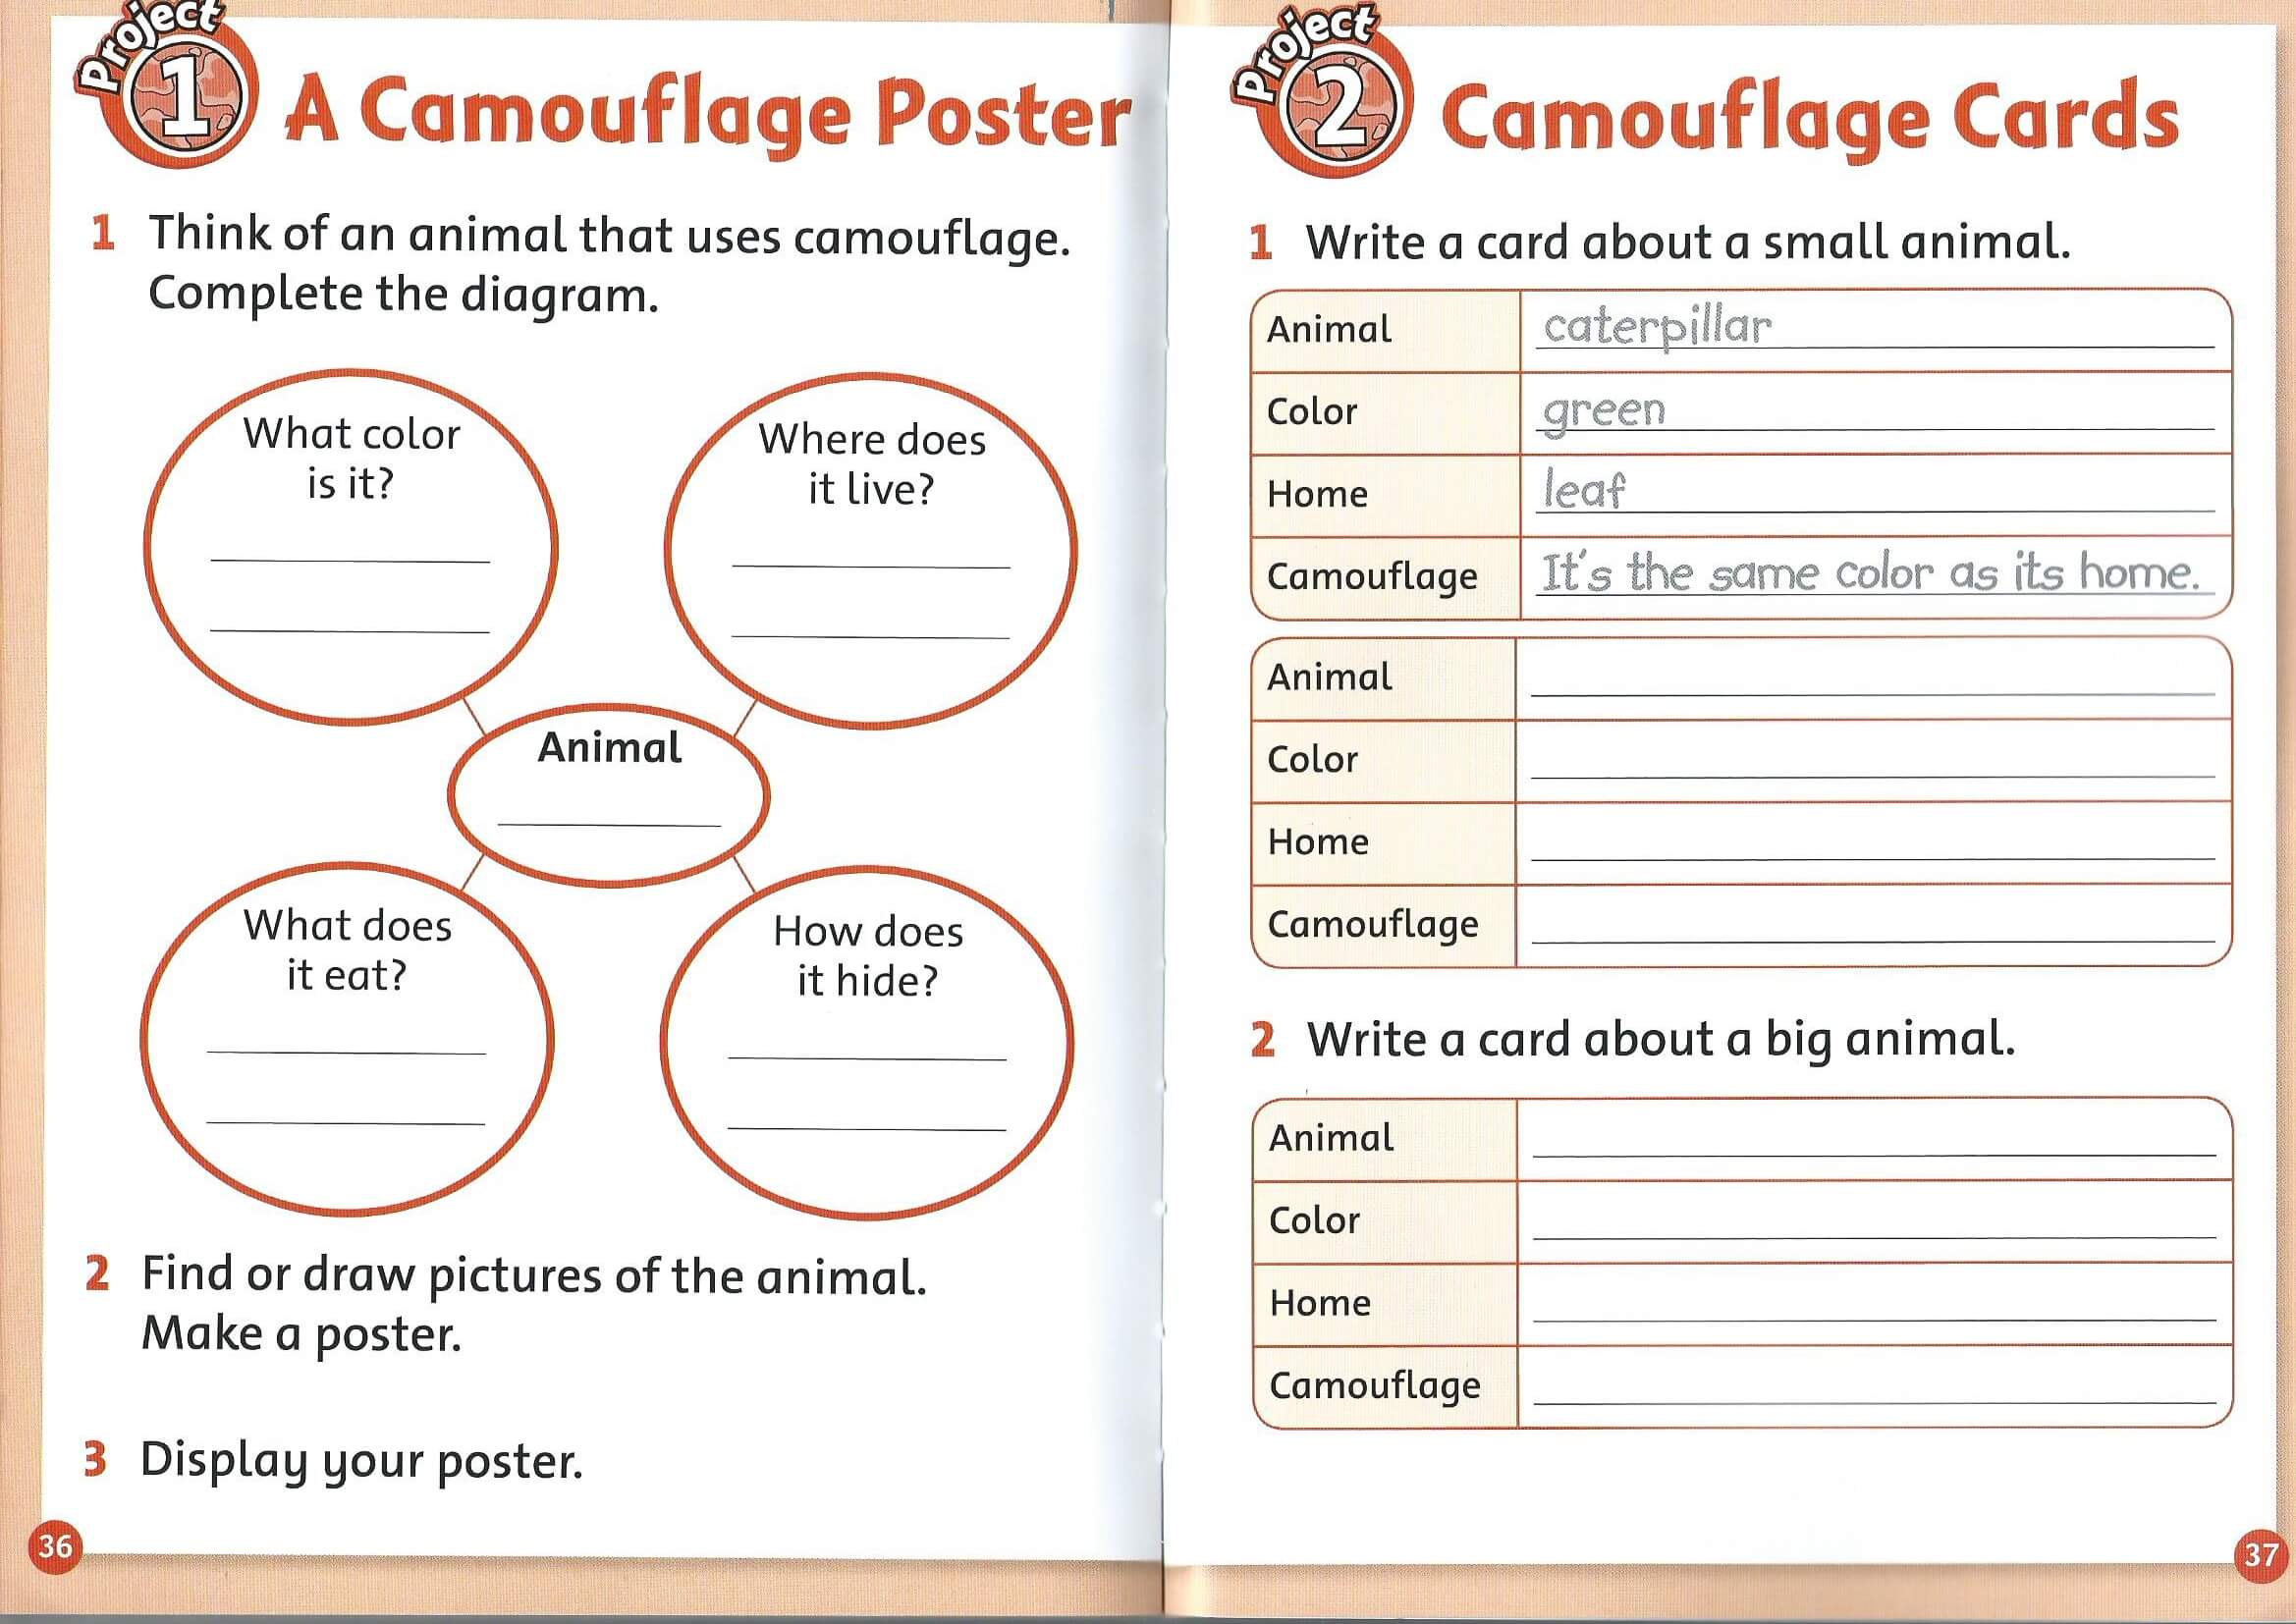 Project
1
A Camouflage Poster
1 Think of an animal that uses camouflage.
Complete the diagram.
What color
is it?
Where does
it live?
Animal
What does
it eat?
How does
it hide?
2 Find or draw pictures of the animal.
Make a poster.
3 Display your poster.
36
Project
2
Camouflage Cards
1 Write a card about a small animal.
Animal caterpillar
Color green
Home leaf
Camouflage It's the same color as its home.
Animal
Color
Home
Camouflage
2 Write a card about a big animal.
Animal
Color
Home
Camouflage
37